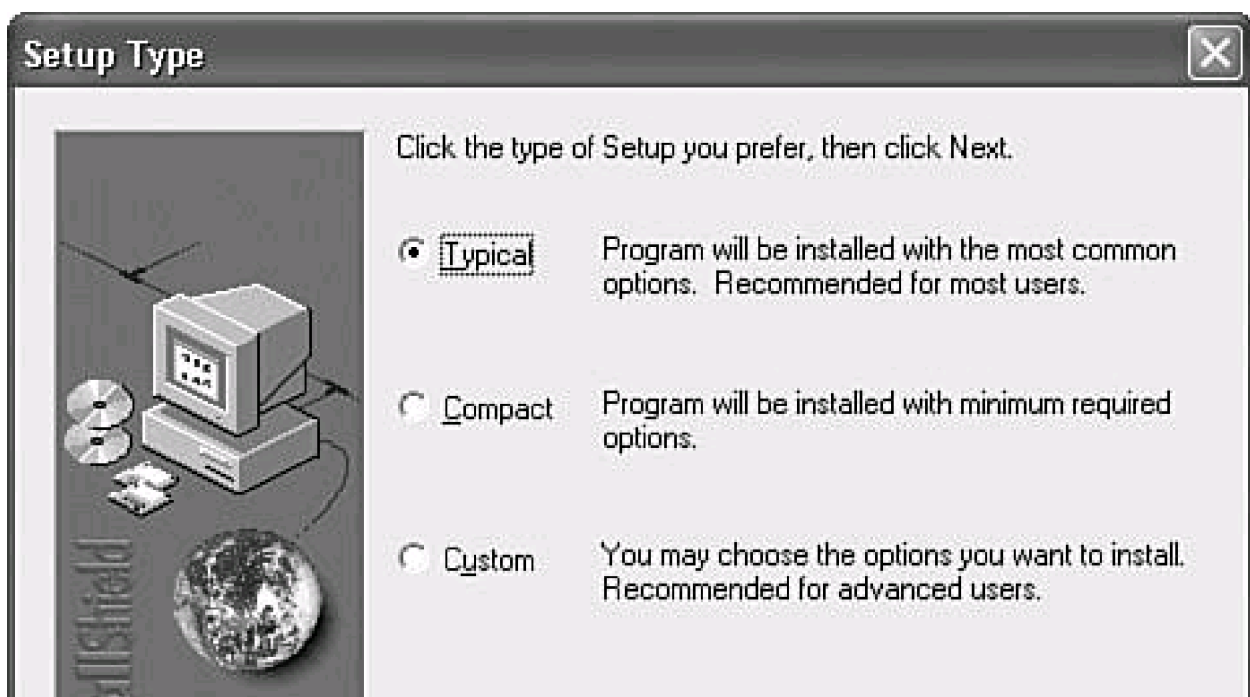 Setup Type
Click the type of Setup you prefer, then click Next.
Typical
Program will be installed with the most common
options.  Recommended for most users.
Compact
Program will be installed with minimum required
options.
Custom
You may choose the options you want to install.
Recommended for advanced users.